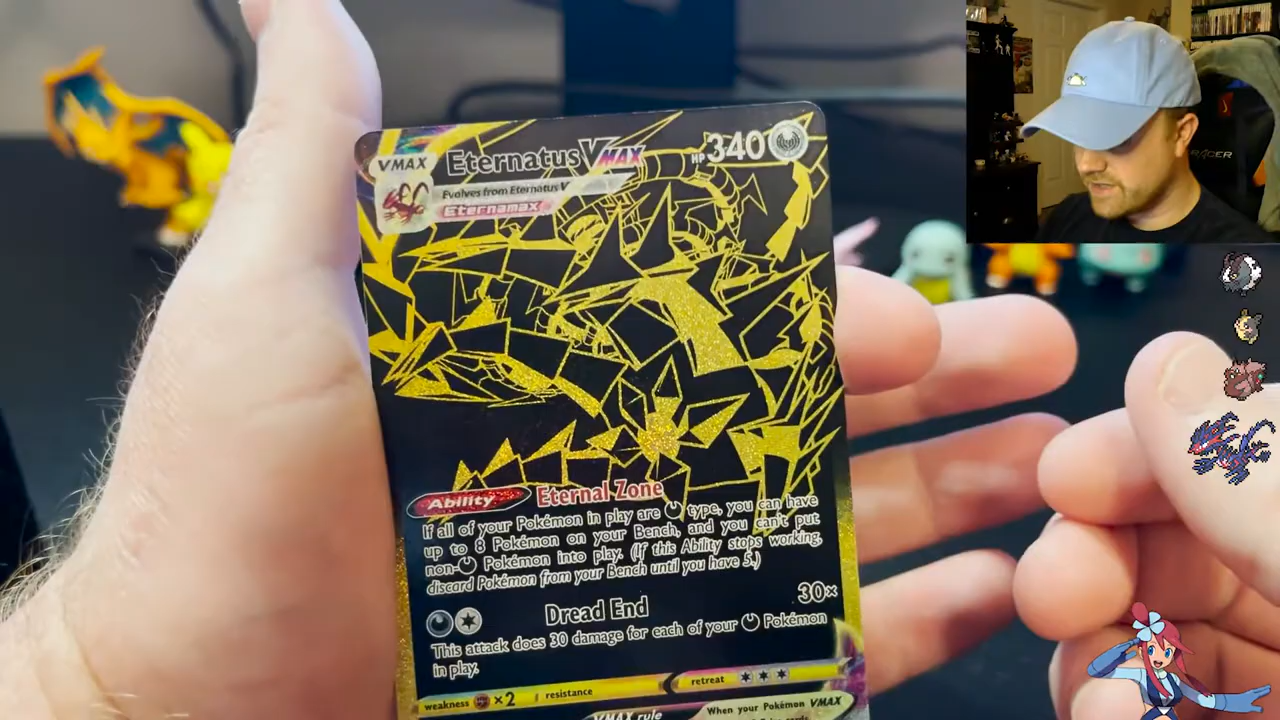 VMAX Eternatus VMAX HP 340
Evolves from Eternatus V
Eternamax
Ability Eternal Zone
If all of your Pokémon in play are type, you can have
up to 8 Pokémon on your Bench, and you can't put
non- Pokémon into play. (If this Ability stops working,
discard Pokémon from your Bench until you have 5.)
Dread End 30×
This attack does 30 damage for each of your Pokémon
in play.
weakness ×2 resistance retreat
VMAX rule When your Pokémon VMAX
RACER